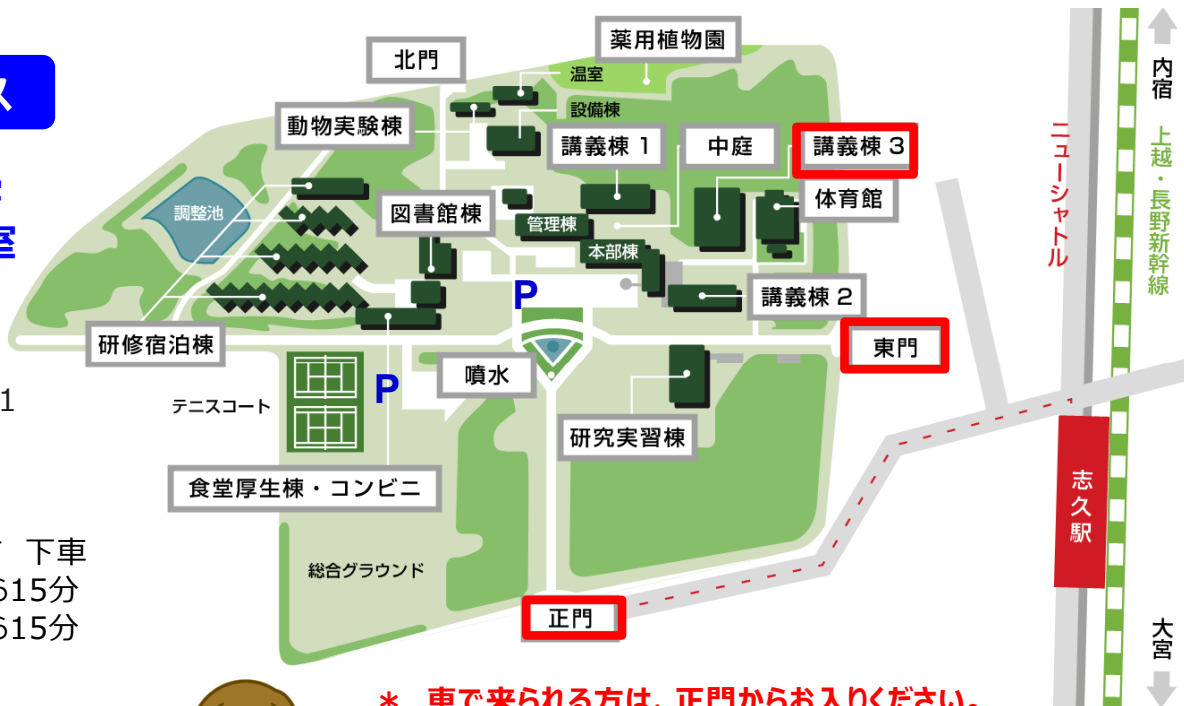 ス
室
1
下車
615分
615分
北門
薬用植物園
温室
設備棟
動物実験棟
講義棟 1
中庭
講義棟 3
体育館
調整池
図書館棟
管理棟
本部棟
P
講義棟 2
研修宿泊棟
噴水
東門
P
テニスコート
研究実習棟
食堂厚生棟・コンビニ
総合グラウンド
正門
内宿
ニューシャトル
上越・長野新幹線
志久駅
大宮
* 車で来られる方は、正門からお入りください。